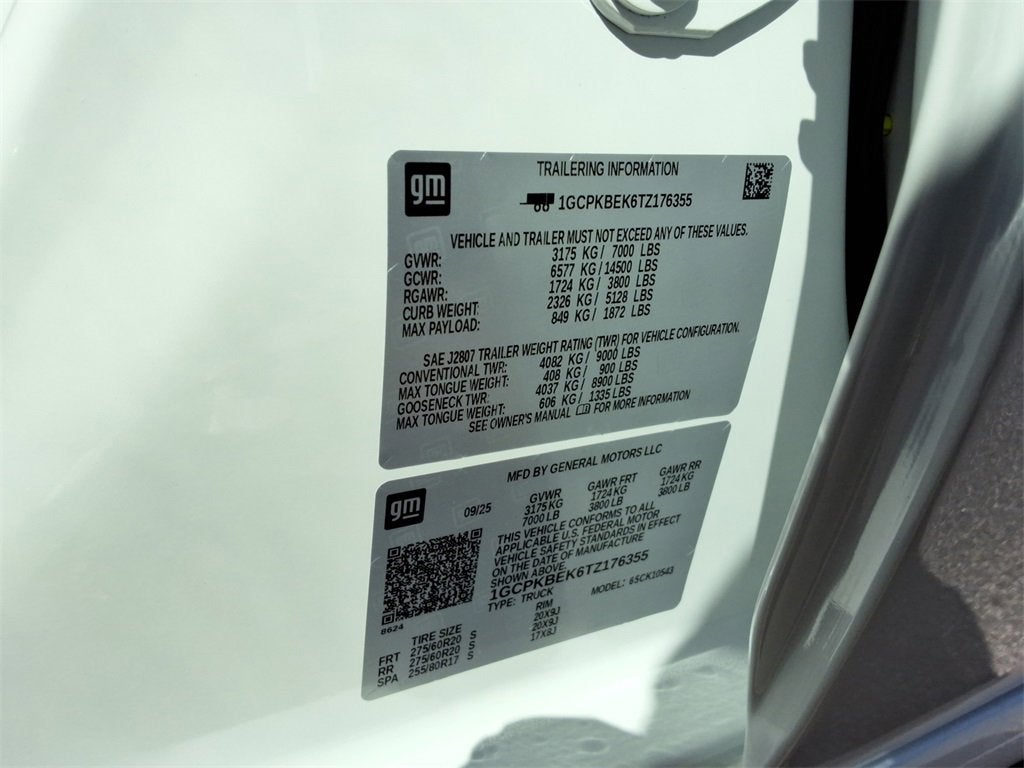 gm
TRAILERING INFORMATION
1GCPKBEK6TZ176355
VEHICLE AND TRAILER MUST NOT EXCEED ANY OF THESE VALUES.
GVWR: 3175 KG / 7000 LBS
GCWR: 6577 KG / 14500 LBS
RGAWR: 1724 KG / 3800 LBS
CURB WEIGHT: 2326 KG / 5128 LBS
MAX PAYLOAD: 849 KG / 1872 LBS
SAE J2807 TRAILER WEIGHT RATING (TWR) FOR VEHICLE CONFIGURATION.
CONVENTIONAL TWR: 4082 KG / 9000 LBS
MAX TONGUE WEIGHT: 408 KG / 900 LBS
GOOSENECK TWR: 4037 KG / 8900 LBS
MAX TONGUE WEIGHT: 606 KG / 1335 LBS
SEE OWNER'S MANUAL FOR MORE INFORMATION
MFD BY GENERAL MOTORS LLC
gm
09/25 GVWR GAWR FRT GAWR RR
3175 KG 1724 KG 1724 KG
7000 LB 3800 LB 3800 LB
THIS VEHICLE CONFORMS TO ALL
APPLICABLE U.S. FEDERAL MOTOR
VEHICLE SAFETY STANDARDS IN EFFECT
ON THE DATE OF MANUFACTURE
SHOWN ABOVE.
1GCPKBEK6TZ176355
TYPE: TRUCK MODEL: 65CK10543
8624
TIRE SIZE RIM
FRT 275/60R20 S 20X9J
RR 275/60R20 S 20X9J
SPA 255/80R17 S 17X8J